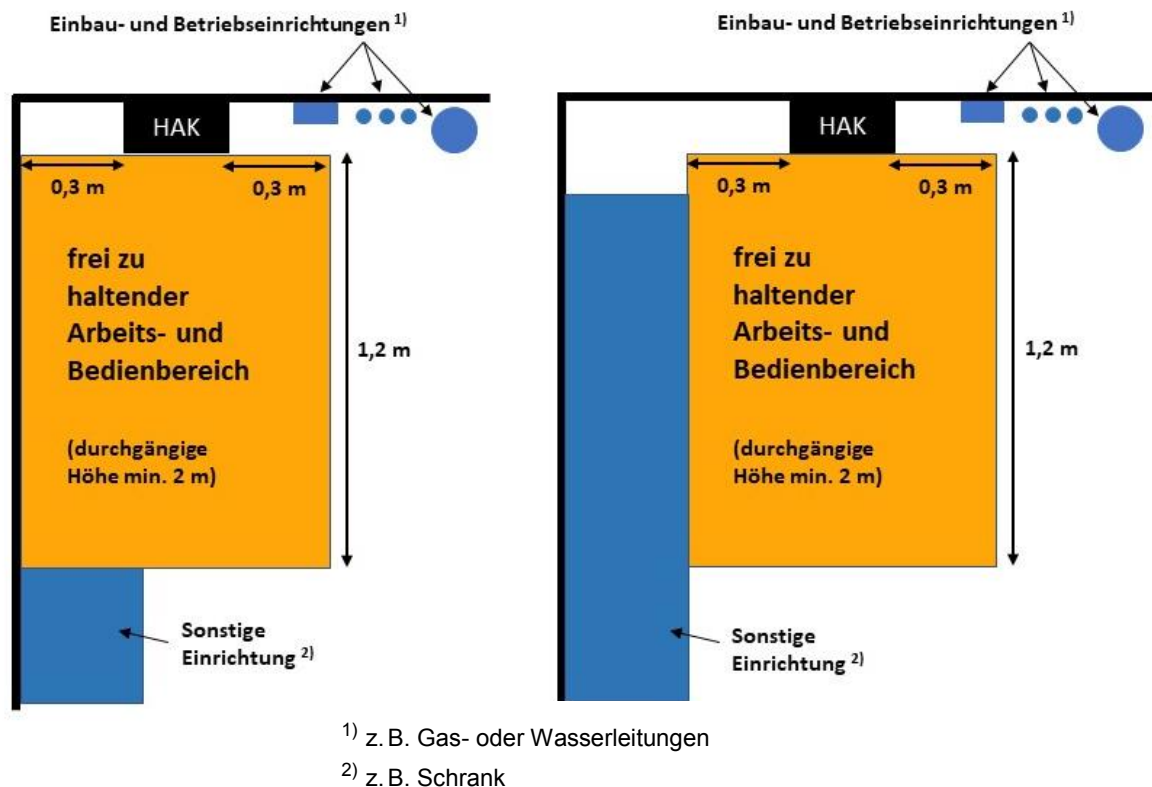 Einbau- und Betriebseinrichtungen 1)
HAK
0,3 m
0,3 m
frei zu
haltender
Arbeits- und
Bedienbereich
1,2 m
(durchgängige
Höhe min. 2 m)
Sonstige
Einrichtung 2)
Einbau- und Betriebseinrichtungen 1)
HAK
0,3 m
0,3 m
frei zu
haltender
Arbeits- und
Bedienbereich
1,2 m
(durchgängige
Höhe min. 2 m)
Sonstige
Einrichtung 2)
1) z. B. Gas- oder Wasserleitungen
2) z. B. Schrank